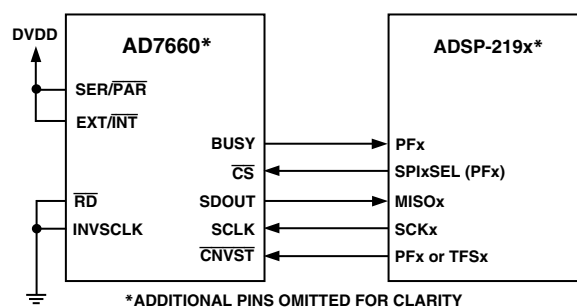 DVDD
AD7660*
ADSP-219x*
SER/PAR
EXT/INT
BUSY
PFx
CS
SPIxSEL (PFx)
RD
SDOUT
MISOx
INVSCLK
SCLK
SCKx
CNVST
PFx or TFSx
*ADDITIONAL PINS OMITTED FOR CLARITY